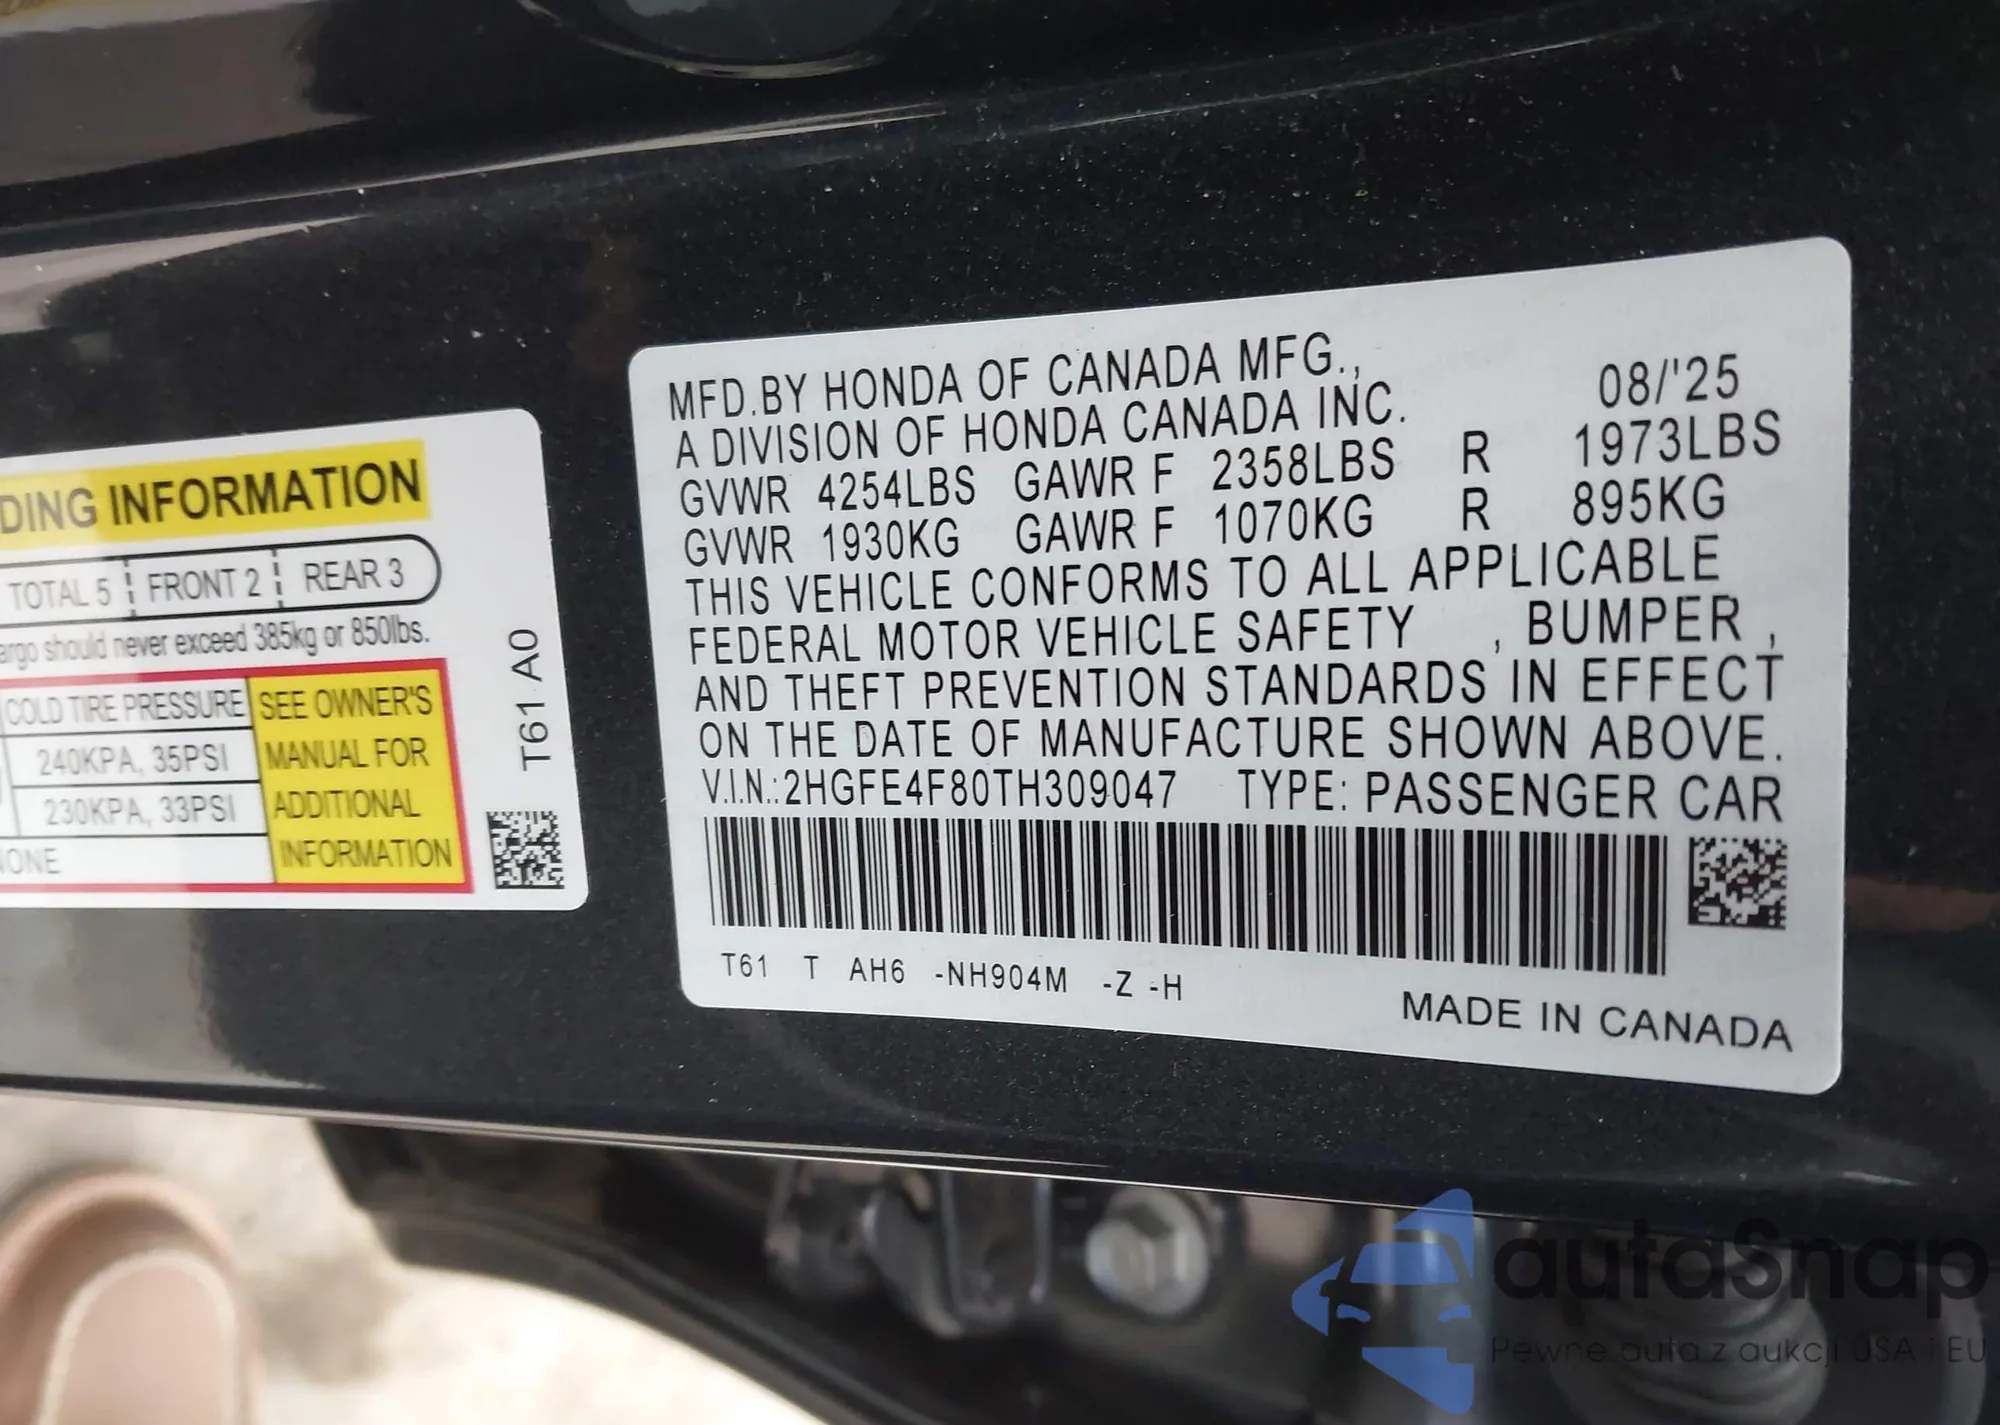 DING INFORMATION
TOTAL 5 FRONT 2 REAR 3
argo should never exceed 385kg or 850lbs.
COLD TIRE PRESSURE
240KPA, 35PSI
230KPA, 33PSI
NONE
SEE OWNER'S
MANUAL FOR
ADDITIONAL
INFORMATION
T61 A0
MFD.BY HONDA OF CANADA MFG., 08/'25
A DIVISION OF HONDA CANADA INC.
GVWR 4254LBS GAWR F 2358LBS R 1973LBS
GVWR 1930KG GAWR F 1070KG R 895KG
THIS VEHICLE CONFORMS TO ALL APPLICABLE
FEDERAL MOTOR VEHICLE SAFETY , BUMPER ,
AND THEFT PREVENTION STANDARDS IN EFFECT
ON THE DATE OF MANUFACTURE SHOWN ABOVE.
V.I.N.:2HGFE4F80TH309047 TYPE: PASSENGER CAR
T61 T AH6 -NH904M -Z -H
MADE IN CANADA
autoSnap
Pewne auta z aukcji USA i EU